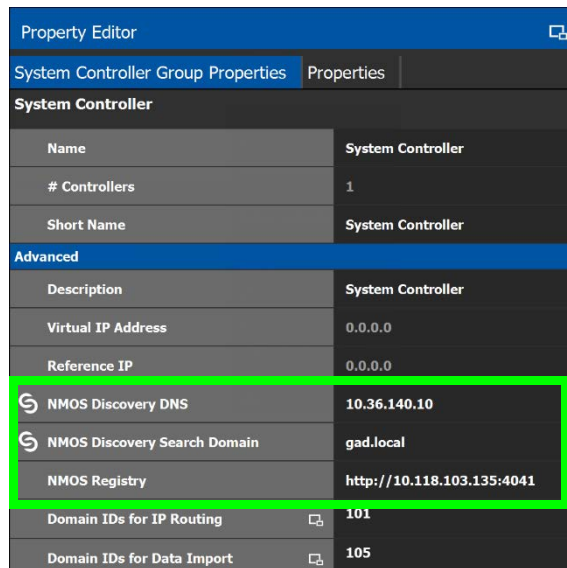 Property Editor
System Controller Group Properties Properties
System Controller
Name System Controller
# Controllers 1
Short Name System Controller
Advanced
Description System Controller
Virtual IP Address 0.0.0.0
Reference IP 0.0.0.0
NMOS Discovery DNS 10.36.140.10
NMOS Discovery Search Domain gad.local
NMOS Registry http://10.118.103.135:4041
Domain IDs for IP Routing 101
Domain IDs for Data Import 105